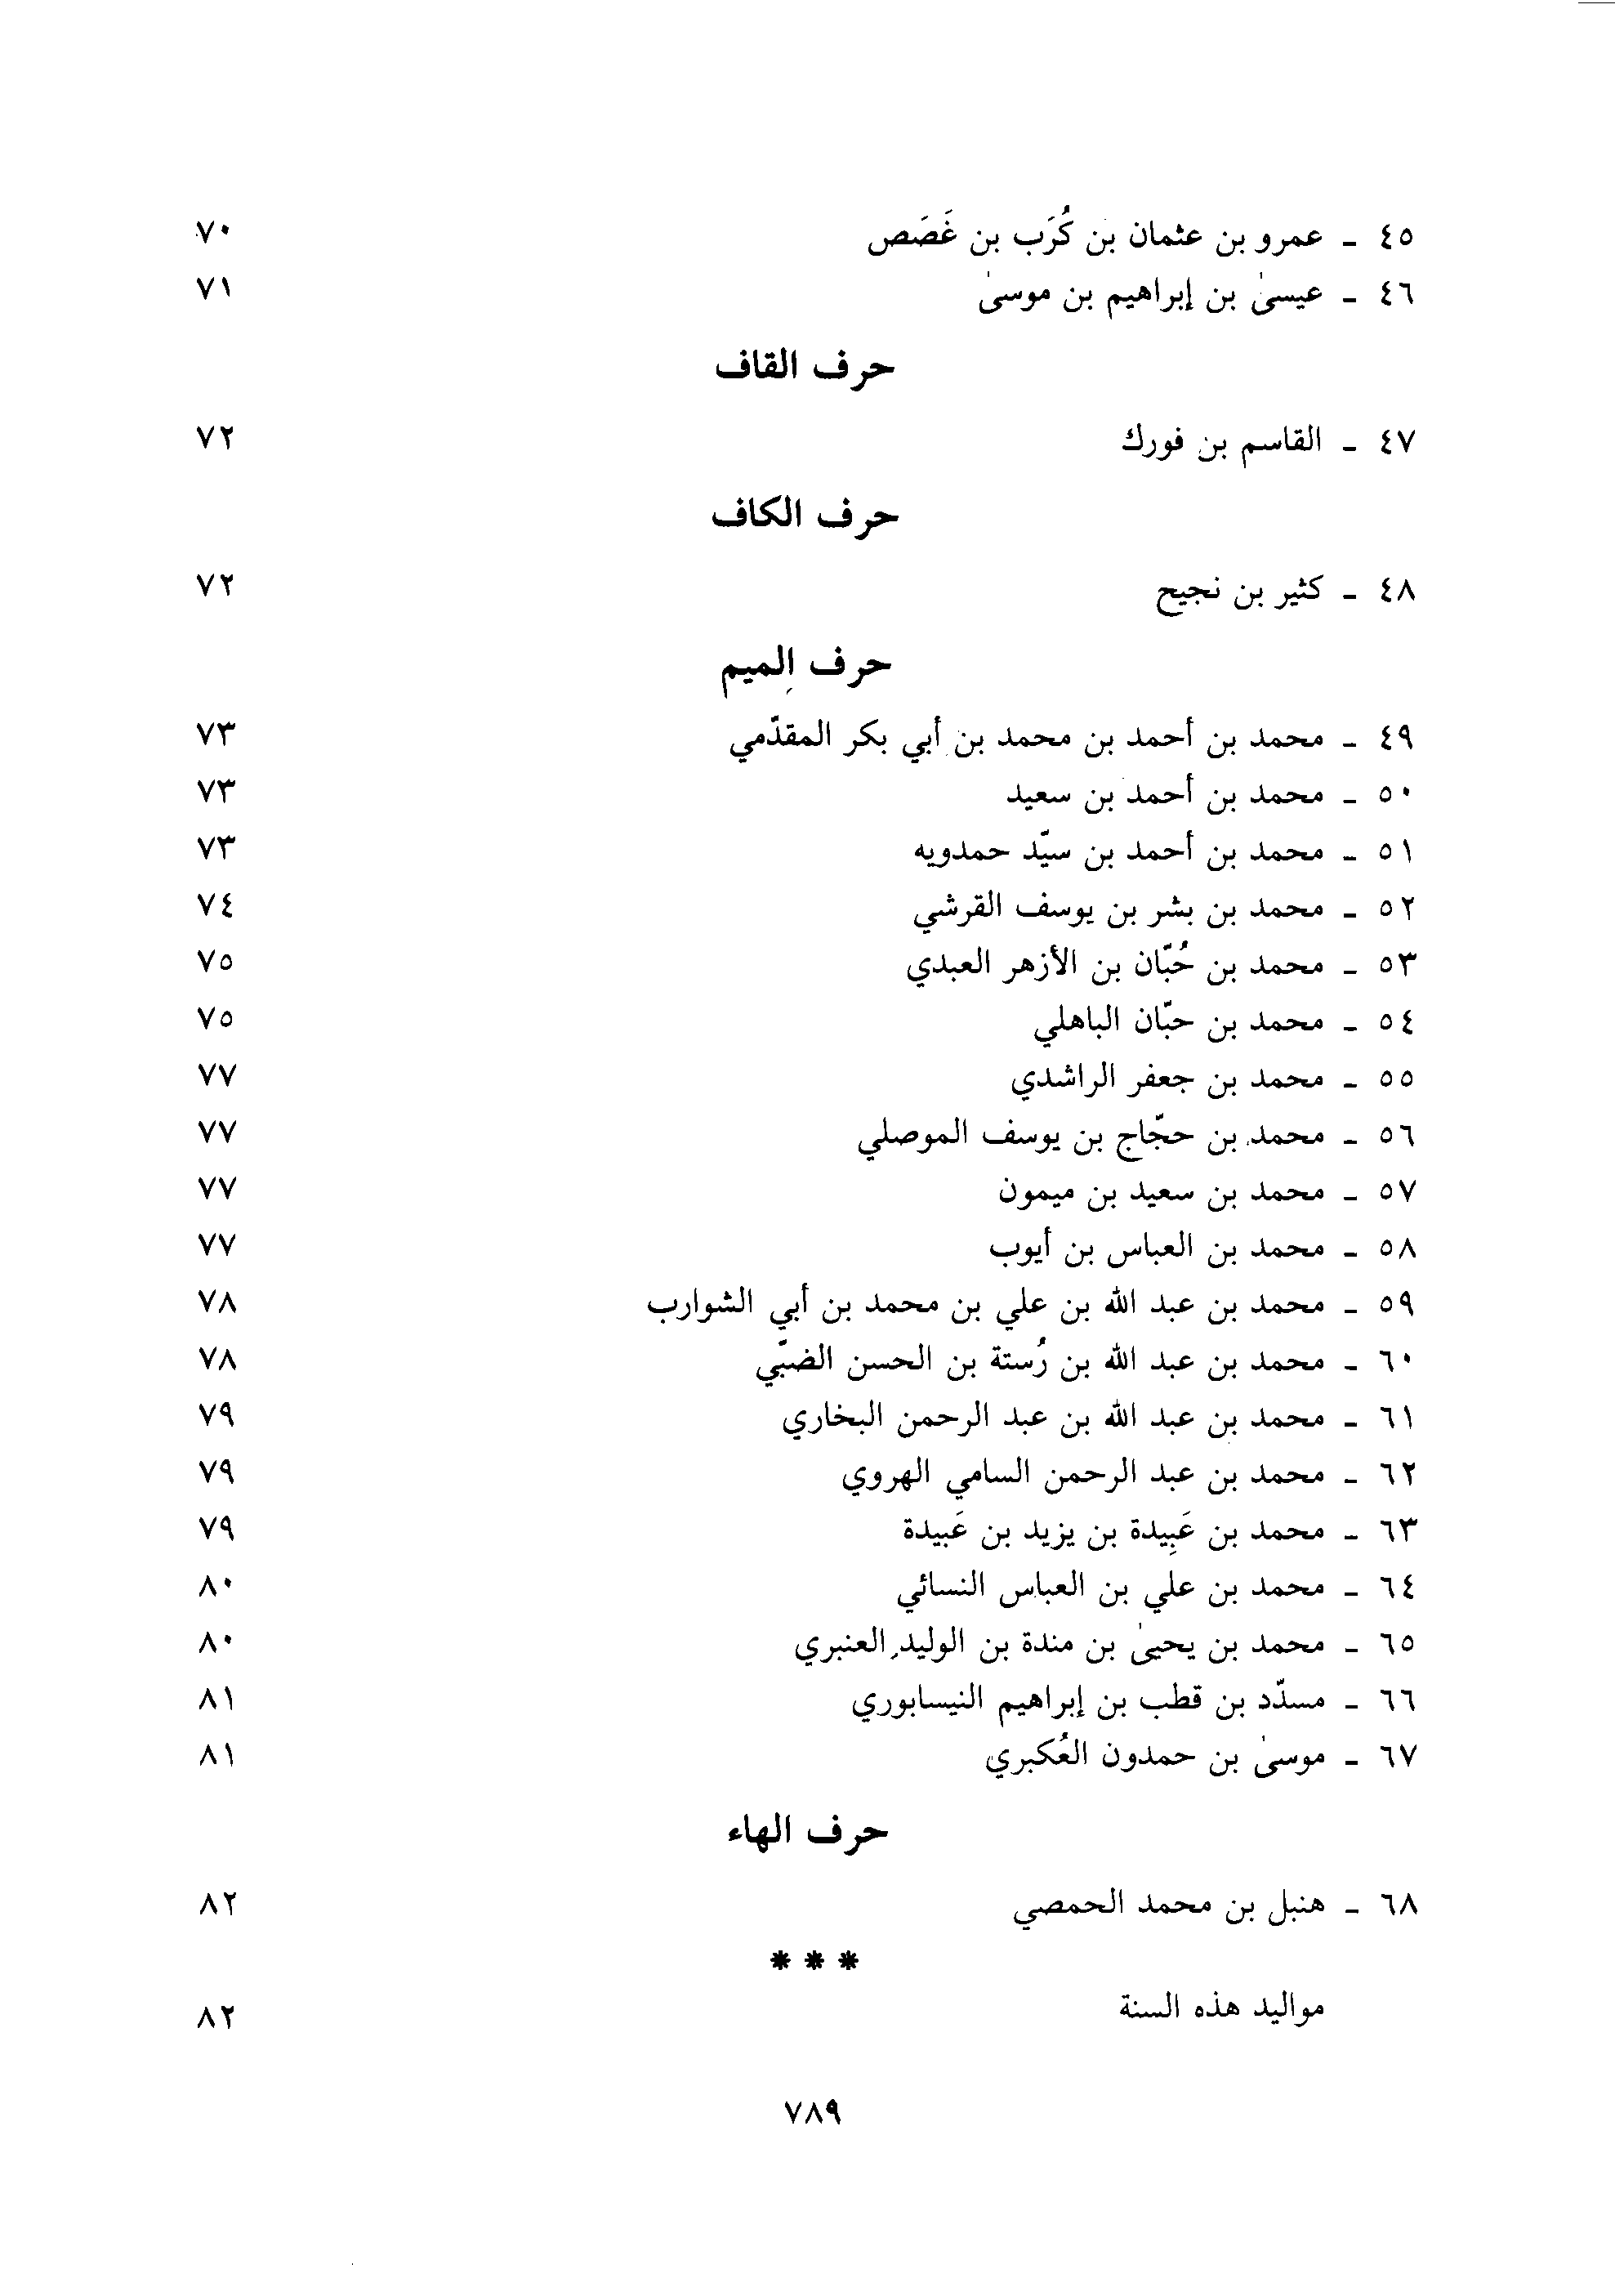 ٤٥ ـ عمرو بن عثمان بن كُرَب بن غَصَص ٧٠
٤٦ ـ عيسىٰ بن إبراهيم بن موسىٰ ٧١
حرف القاف
٤٧ ـ القاسم بن فورك ٧٢
حرف الكاف
٤٨ ـ كثير بن نجيح ٧٢
حرف الميم
٤٩ ـ محمد بن أحمد بن محمد بن أبي بكر المقدّمي ٧٣
٥٠ ـ محمد بن أحمد بن سعيد ٧٣
٥١ ـ محمد بن أحمد بن سيّد حمدويه ٧٣
٥٢ ـ محمد بن بشر بن يوسف القرشي ٧٤
٥٣ ـ محمد بن حُبّان بن الأزهر العبدي ٧٥
٥٤ ـ محمد بن حبّان الباهلي ٧٥
٥٥ ـ محمد بن جعفر الراشدي ٧٧
٥٦ ـ محمد بن حجّاج بن يوسف الموصلي ٧٧
٥٧ ـ محمد بن سعيد بن ميمون ٧٧
٥٨ ـ محمد بن العباس بن أيوب ٧٧
٥٩ ـ محمد بن عبد الله بن علي بن محمد بن أبي الشوارب ٧٨
٦٠ ـ محمد بن عبد الله بن رُستة بن الحسن الضبّي ٧٨
٦١ ـ محمد بن عبد الله بن عبد الرحمن البخاري ٧٩
٦٢ ـ محمد بن عبد الرحمن السامي الهروي ٧٩
٦٣ ـ محمد بن عَبِيدة بن يزيد بن عَبيدة ٧٩
٦٤ ـ محمد بن علي بن العباس النسائي ٨٠
٦٥ ـ محمد بن يحيىٰ بن مندة بن الوليد العنبري ٨٠
٦٦ ـ مسدّد بن قطب بن إبراهيم النيسابوري ٨١
٦٧ ـ موسىٰ بن حمدون العُكبري ٨١
حرف الهاء
٦٨ ـ هنبل بن محمد الحمصي ٨٢
***
مواليد هذه السنة ٨٢
٧٨٩